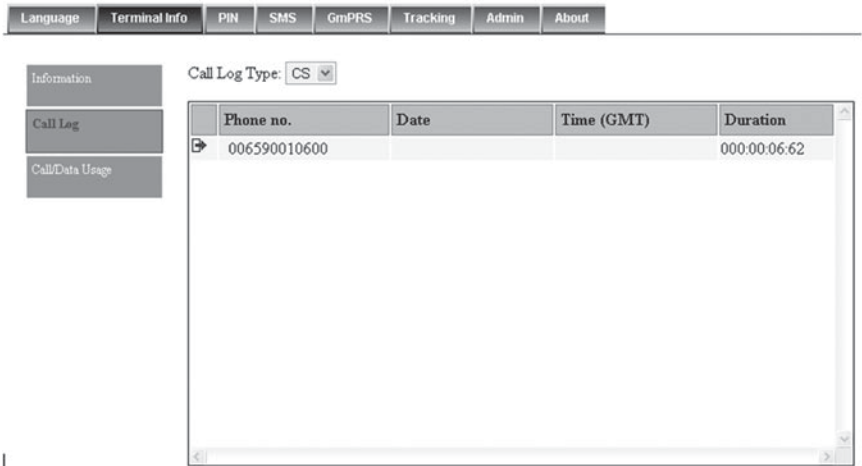 Language Terminal Info PIN SMS GmPRS Tracking Admin About
Information
Call Log
Call/Data Usage
Call Log Type: CS
Phone no. Date Time (GMT) Duration
006590010600 000:00:06:62